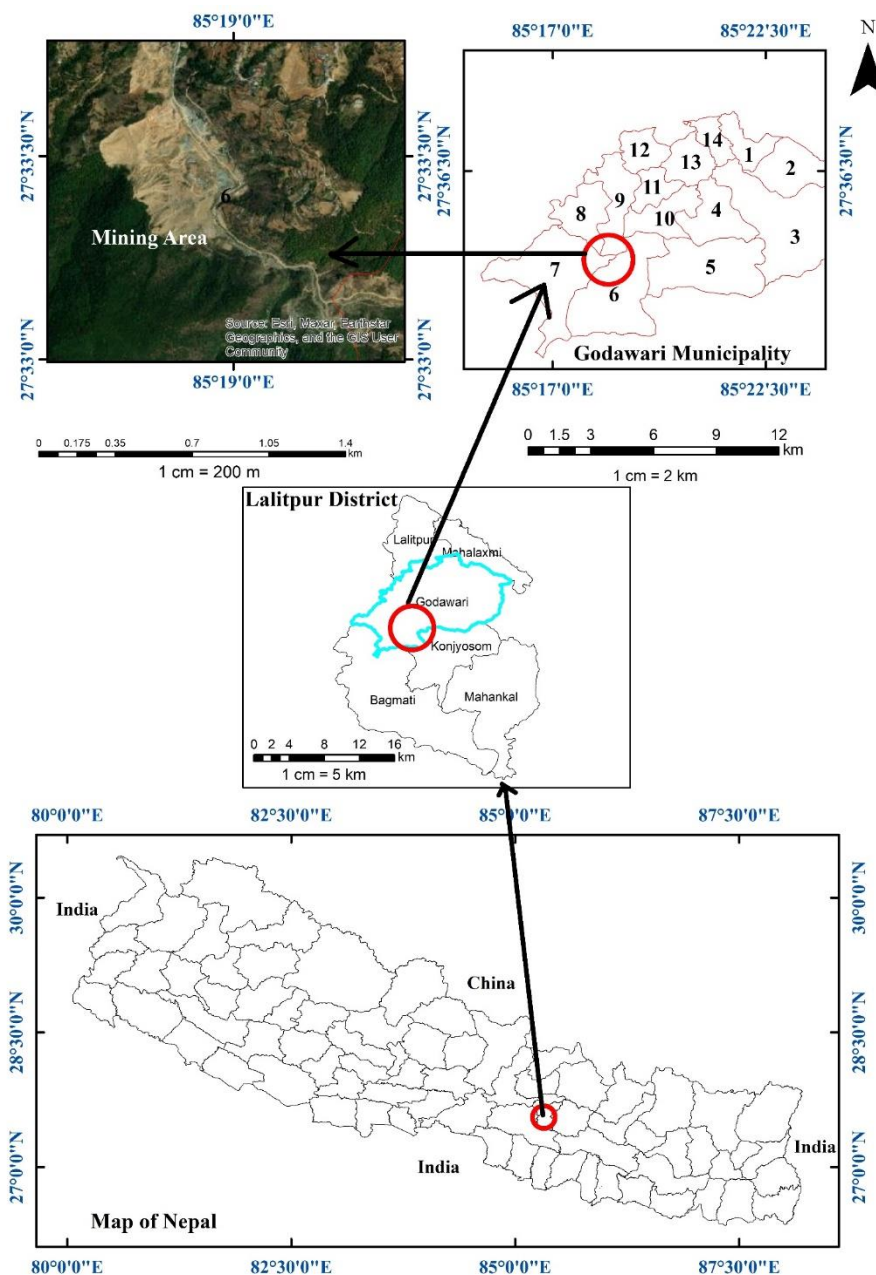 N
85°19'0"E
27°33'30"N
27°33'0"N
6
Mining Area
Source: Esri, Maxar, Earthstar
Geographics, and the GIS User
Community
27°33'30"N
27°33'0"N
85°19'0"E
0 0.175 0.35 0.7 1.05 1.4
km
1 cm = 200 m
85°17'0"E 85°22'30"E
27°36'30"N
14
12
13
1
2
11
9
8
4
10
3
7
5
6
Godawari Municipality
27°36'30"N
85°17'0"E 85°22'30"E
0 1.5 3 6 9 12
km
1 cm = 2 km
Lalitpur District
Lalitpur
Mahalaxmi
Godawari
Konjyosom
Bagmati
Mahankal
0 2 4 8 12 16
km
1 cm = 5 km
80°0'0"E 82°30'0"E 85°0'0"E 87°30'0"E
30°0'0"N
28°30'0"N
27°0'0"N
India
China
India
India
Map of Nepal
30°0'0"N
28°30'0"N
27°0'0"N
80°0'0"E 82°30'0"E 85°0'0"E 87°30'0"E